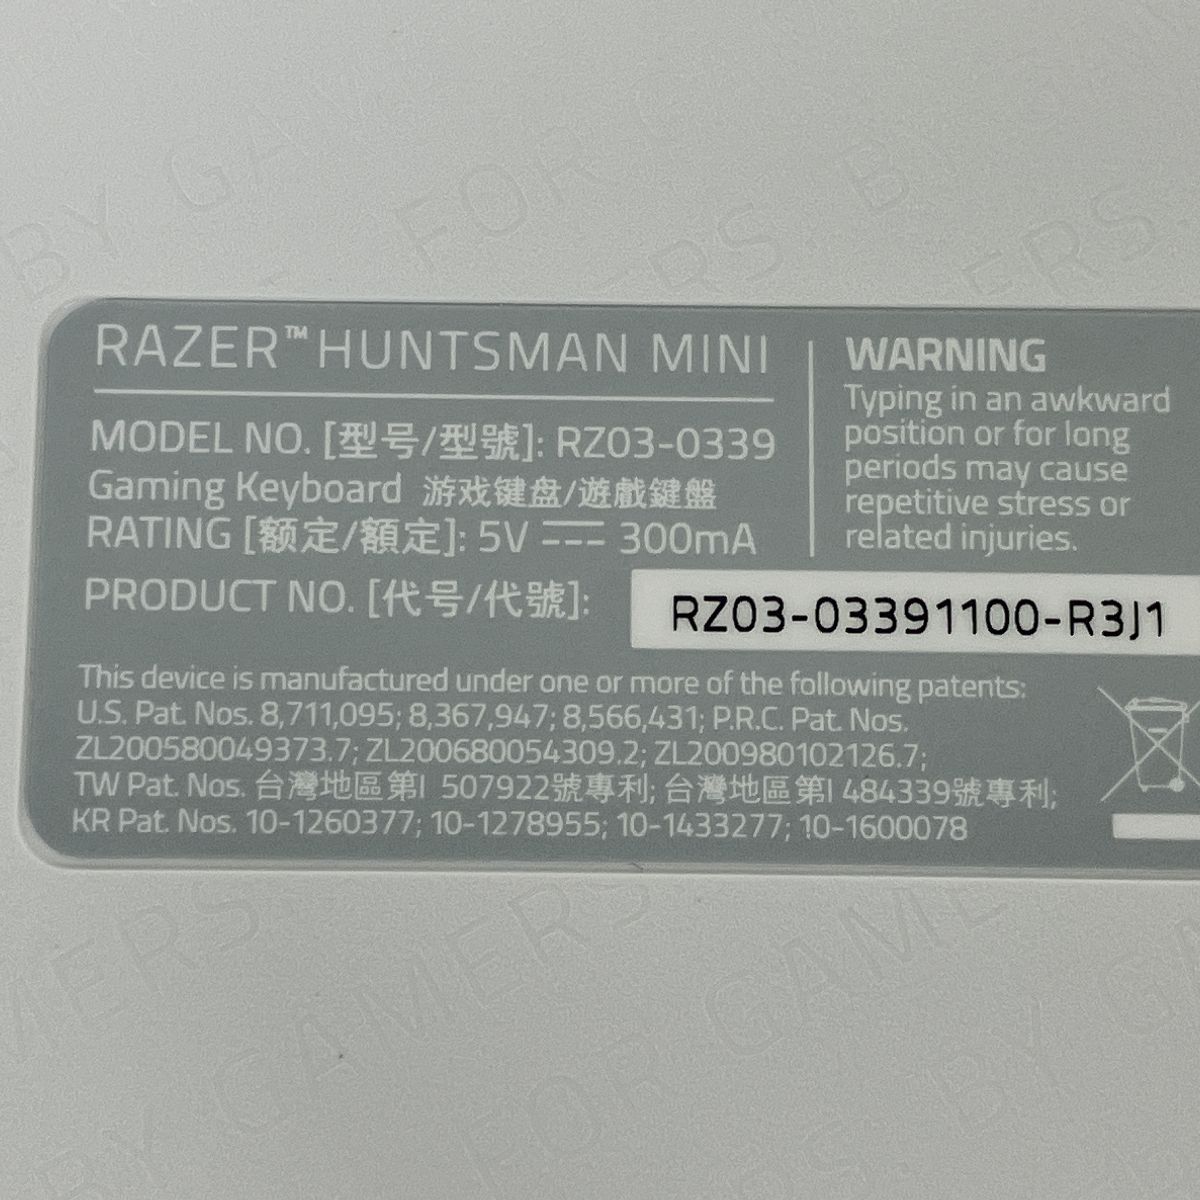 RAZER™ HUNTSMAN MINI
MODEL NO. [型号/型號]: RZ03-0339
Gaming Keyboard 游戏键盘/遊戲鍵盤
RATING [额定/額定]: 5V ⎓ 300mA
WARNING
Typing in an awkward
position or for long
periods may cause
repetitive stress or
related injuries.
PRODUCT NO. [代号/代號]: RZ03-03391100-R3J1
This device is manufactured under one or more of the following patents:
U.S. Pat. Nos. 8,711,095; 8,367,947; 8,566,431; P.R.C. Pat. Nos.
ZL200580049373.7; ZL200680054309.2; ZL200980102126.7;
TW Pat. Nos. 台灣地區第I 507922號專利; 台灣地區第I 484339號專利;
KR Pat. Nos. 10-1260377; 10-1278955; 10-1433277; 10-1600078